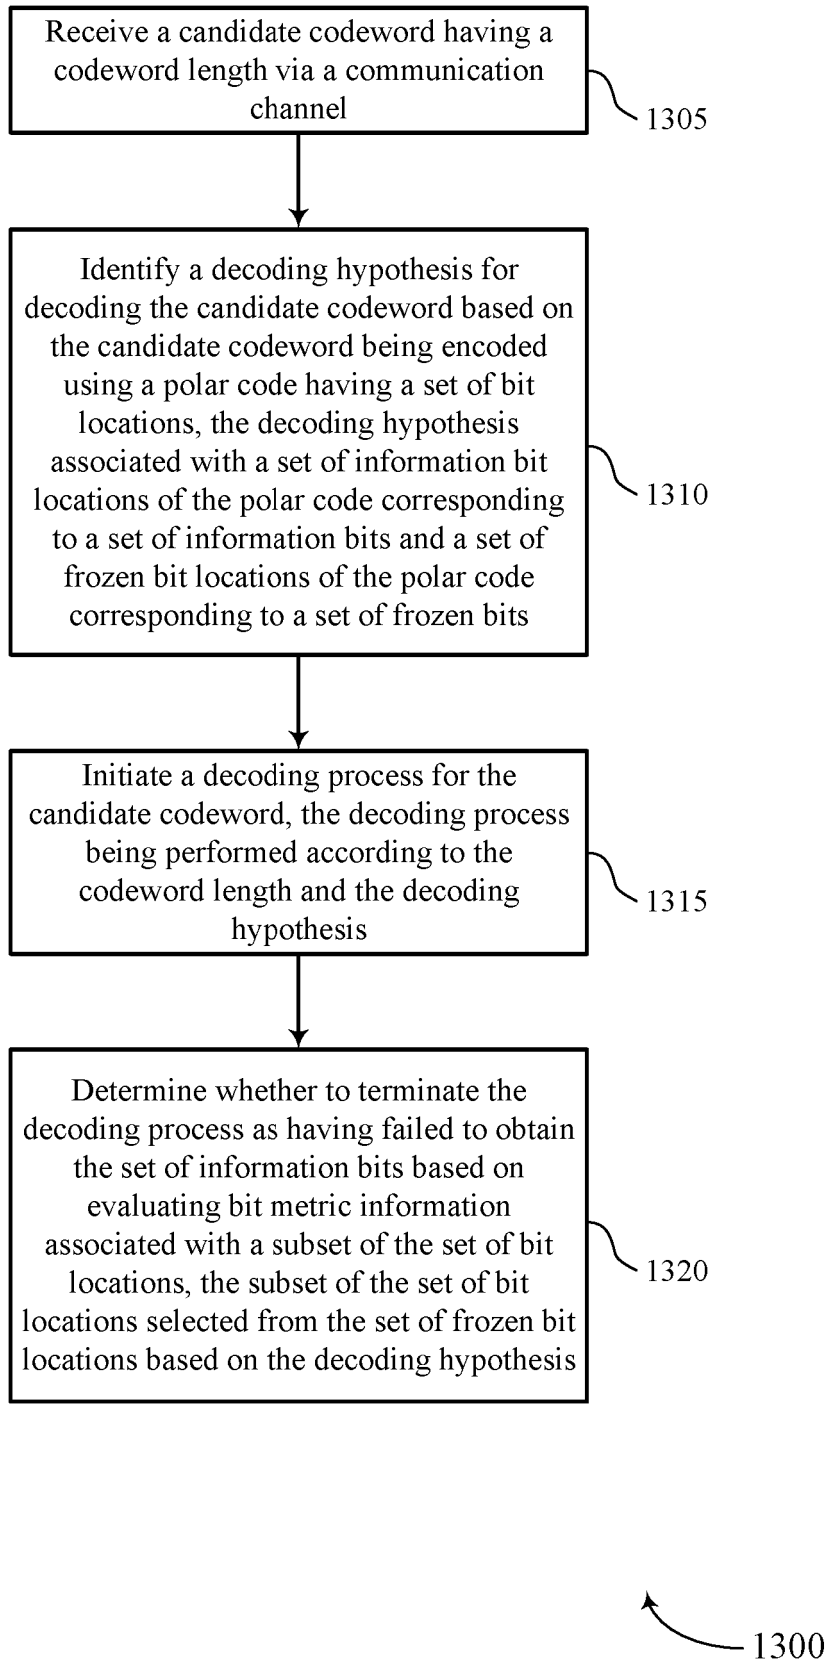 Receive a candidate codeword having a
codeword length via a communication
channel
1305
Identify a decoding hypothesis for
decoding the candidate codeword based on
the candidate codeword being encoded
using a polar code having a set of bit
locations, the decoding hypothesis
associated with a set of information bit
locations of the polar code corresponding
to a set of information bits and a set of
frozen bit locations of the polar code
corresponding to a set of frozen bits
1310
Initiate a decoding process for the
candidate codeword, the decoding process
being performed according to the
codeword length and the decoding
hypothesis
1315
Determine whether to terminate the
decoding process as having failed to obtain
the set of information bits based on
evaluating bit metric information
associated with a subset of the set of bit
locations, the subset of the set of bit
locations selected from the set of frozen bit
locations based on the decoding hypothesis
1320
1300